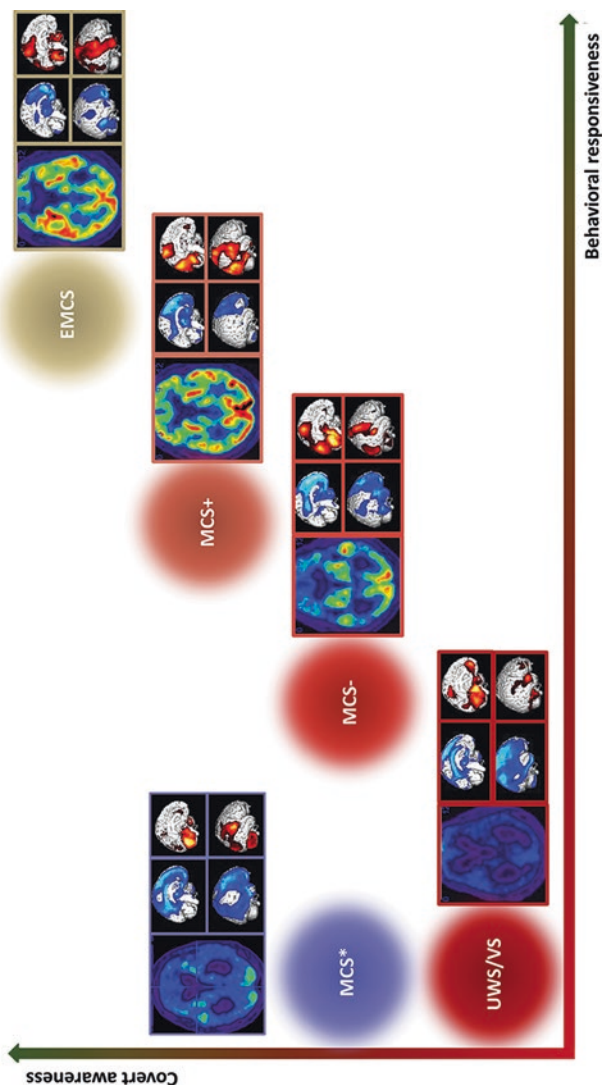 EMCS
MCS+
MCS-
MCS*
UWS/VS
Covert awareness
Behavioral responsiveness